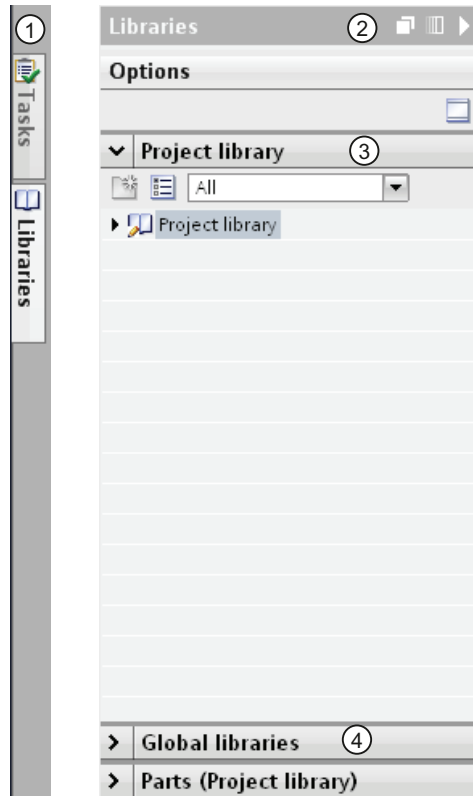 1
Tasks
Libraries
Libraries 2
Options
Project library 3
All
Project library
Global libraries 4
Parts (Project library)